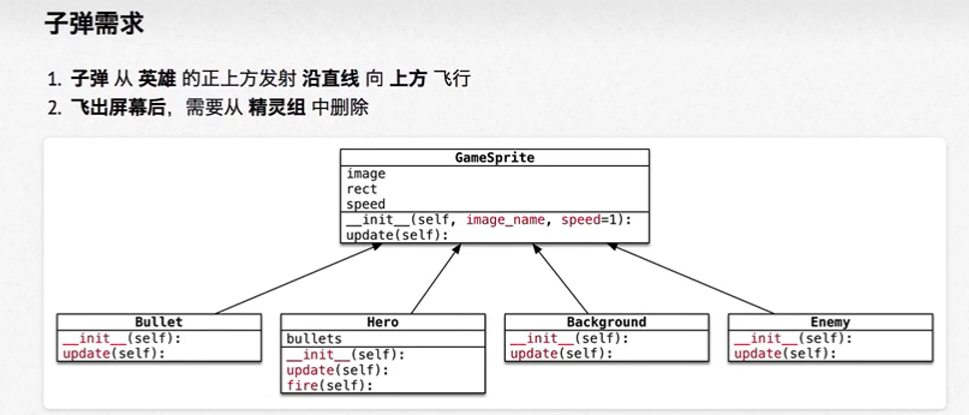 子弹需求
1. 子弹 从 英雄 的正上方发射 沿直线 向 上方 飞行
2. 飞出屏幕后，需要从 精灵组 中删除
GameSprite
image
rect
speed
__init__(self, image_name, speed=1):
update(self):
Bullet
__init__(self):
update(self):
Hero
bullets
__init__(self):
update(self):
fire(self):
Background
__init__(self):
update(self):
Enemy
__init__(self):
update(self):